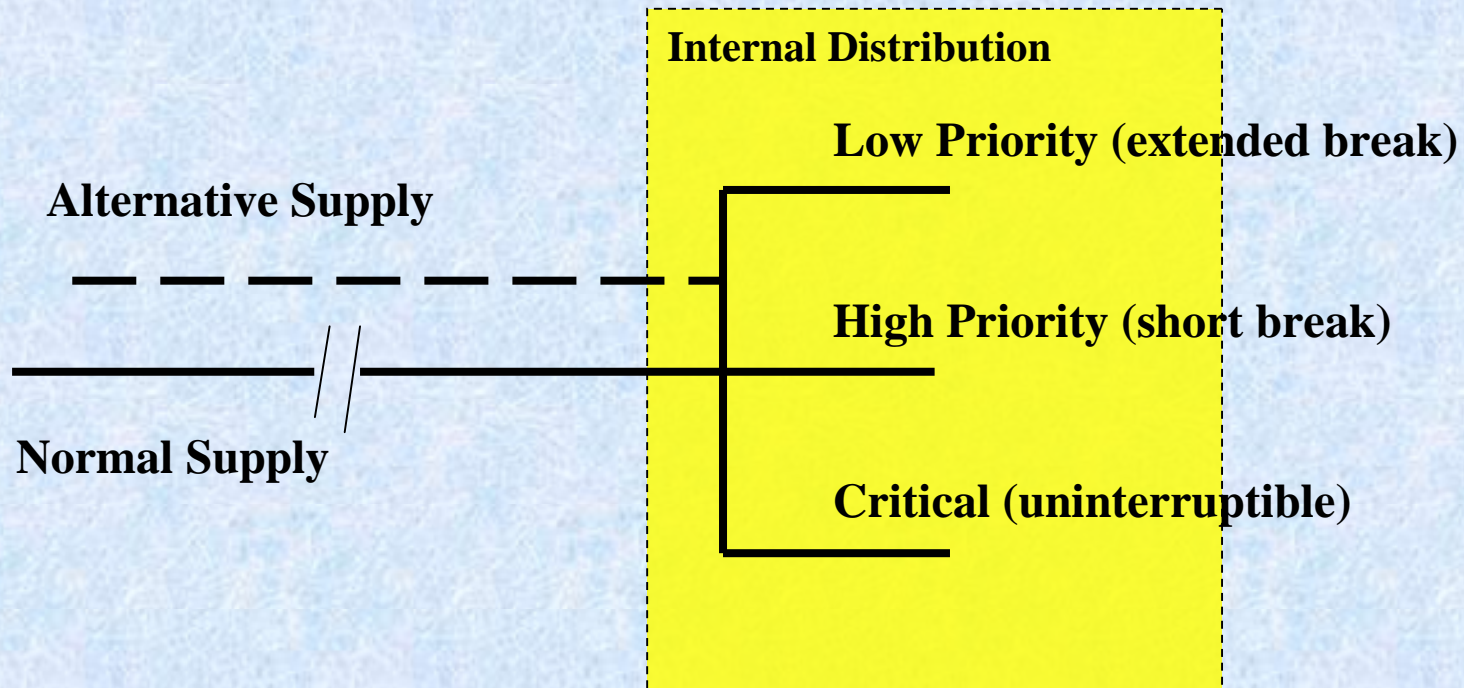 Internal Distribution
Low Priority (extended break)
Alternative Supply
High Priority (short break)
Normal Supply
Critical (uninterruptible)